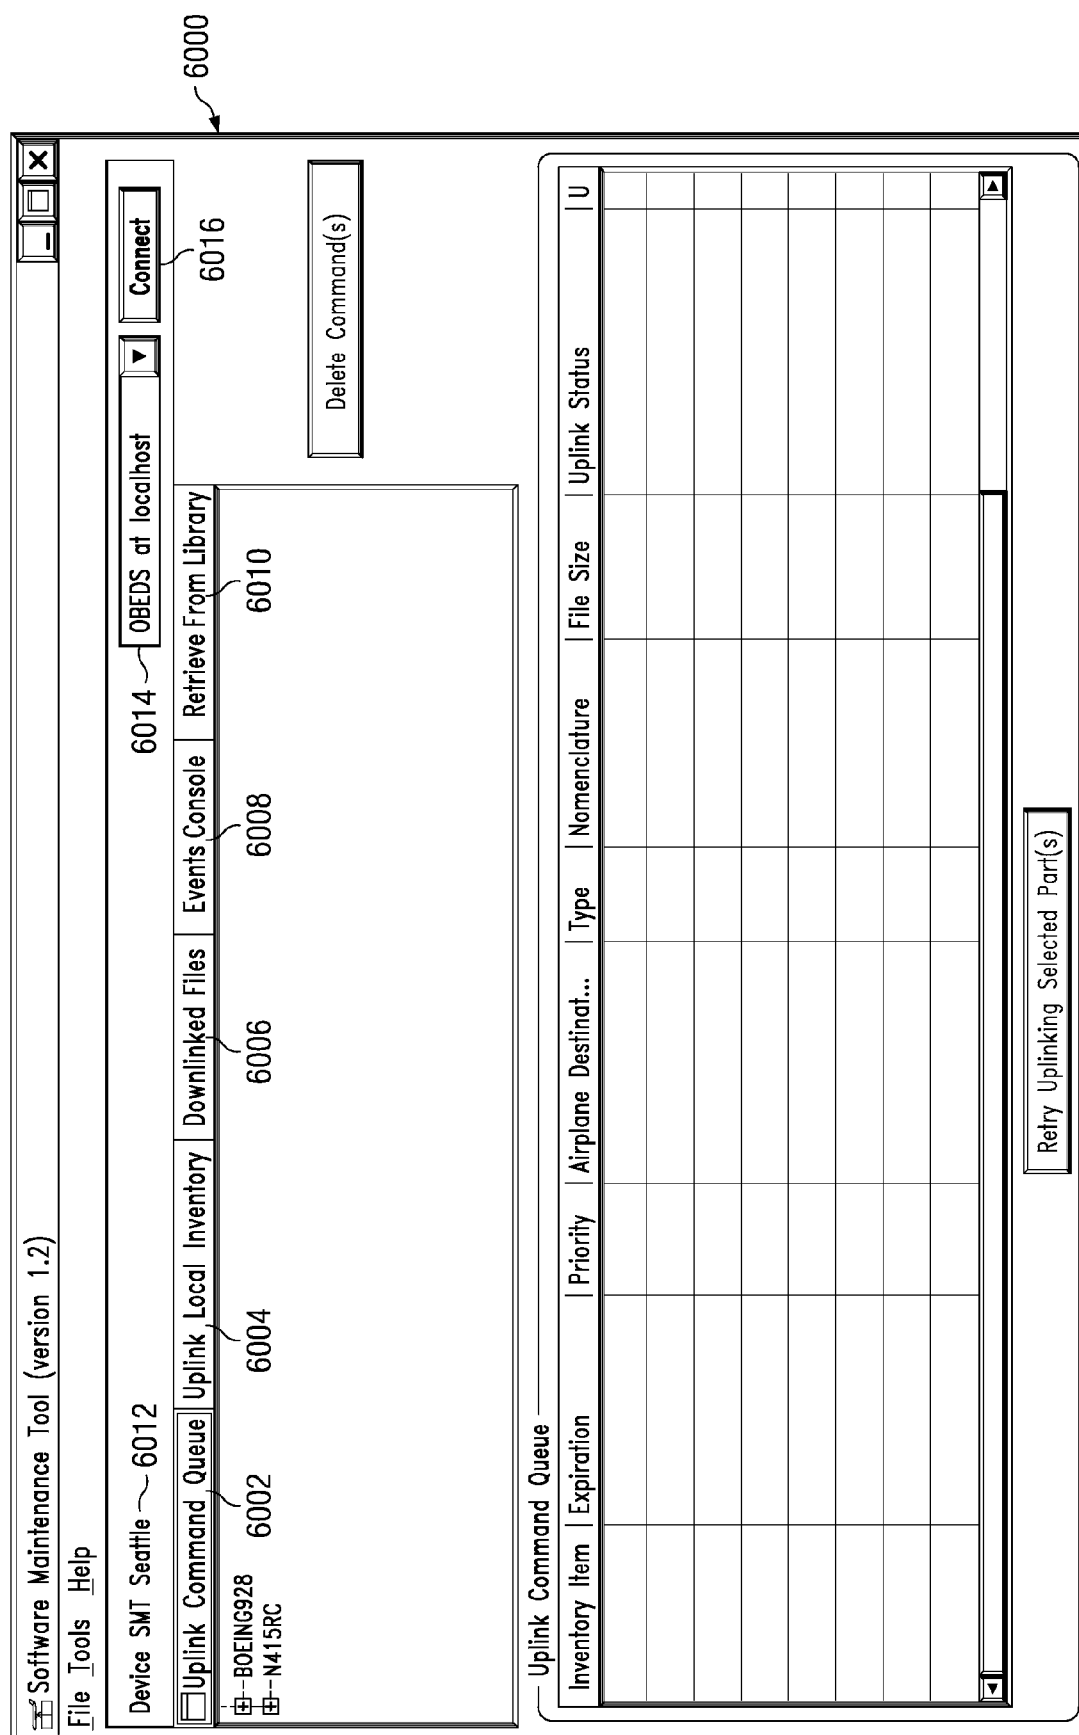 Software Maintenance Tool (version 1.2)
File Tools Help
6000
Device SMT Seattle 6012
6014 OBEDS at localhost
Connect
6016
Uplink Command Queue
Uplink Local Inventory
Downlinked Files
Events Console
Retrieve From Library
6002
6004
6006
6008
6010
BOEING928
N415RC
Delete Command(s)
Uplink Command Queue
Inventory Item
Expiration
Priority
Airplane Destinat...
Type
Nomenclature
File Size
Uplink Status
U
Retry Uplinking Selected Part(s)